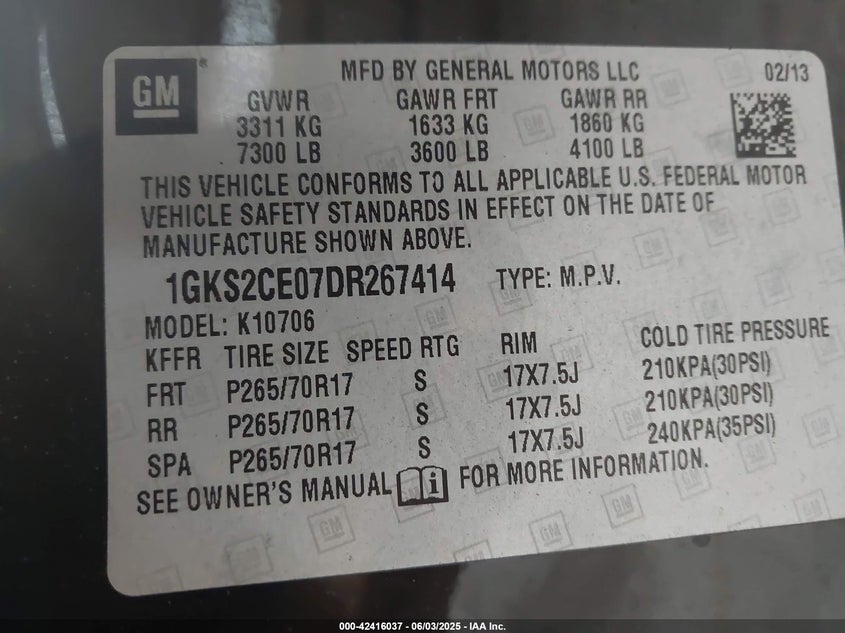 GM ® MFD BY GENERAL MOTORS LLC 02/13
GVWR GAWR FRT GAWR RR
3311 KG 1633 KG 1860 KG
7300 LB 3600 LB 4100 LB
THIS VEHICLE CONFORMS TO ALL APPLICABLE U.S. FEDERAL MOTOR
VEHICLE SAFETY STANDARDS IN EFFECT ON THE DATE OF
MANUFACTURE SHOWN ABOVE.
1GKS2CE07DR267414 TYPE: M.P.V.
MODEL: K10706
KFFR TIRE SIZE SPEED RTG RIM COLD TIRE PRESSURE
FRT P265/70R17 S 17X7.5J 210KPA(30PSI)
RR P265/70R17 S 17X7.5J 210KPA(30PSI)
SPA P265/70R17 S 17X7.5J 240KPA(35PSI)
SEE OWNER'S MANUAL i FOR MORE INFORMATION.
000-42416037 - 06/03/2025 - IAA Inc.